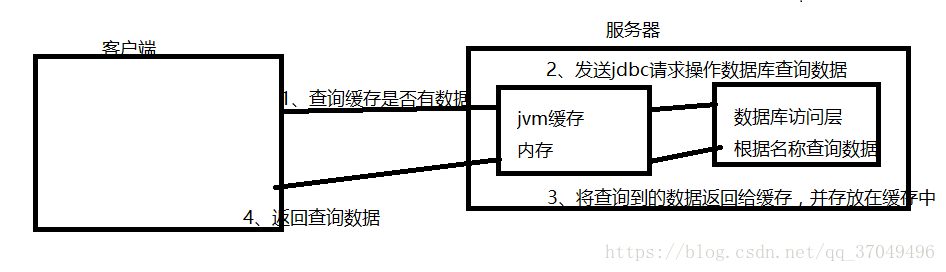 客户端
服务器
2、发送jdbc请求操作数据库查询数据
1、查询缓存是否有数据
jvm缓存
内存
数据库访问层
根据名称查询数据
3、将查询到的数据返回给缓存，并存放在缓存中
4、返回查询数据
https://blog.csdn.net/qq_37049496